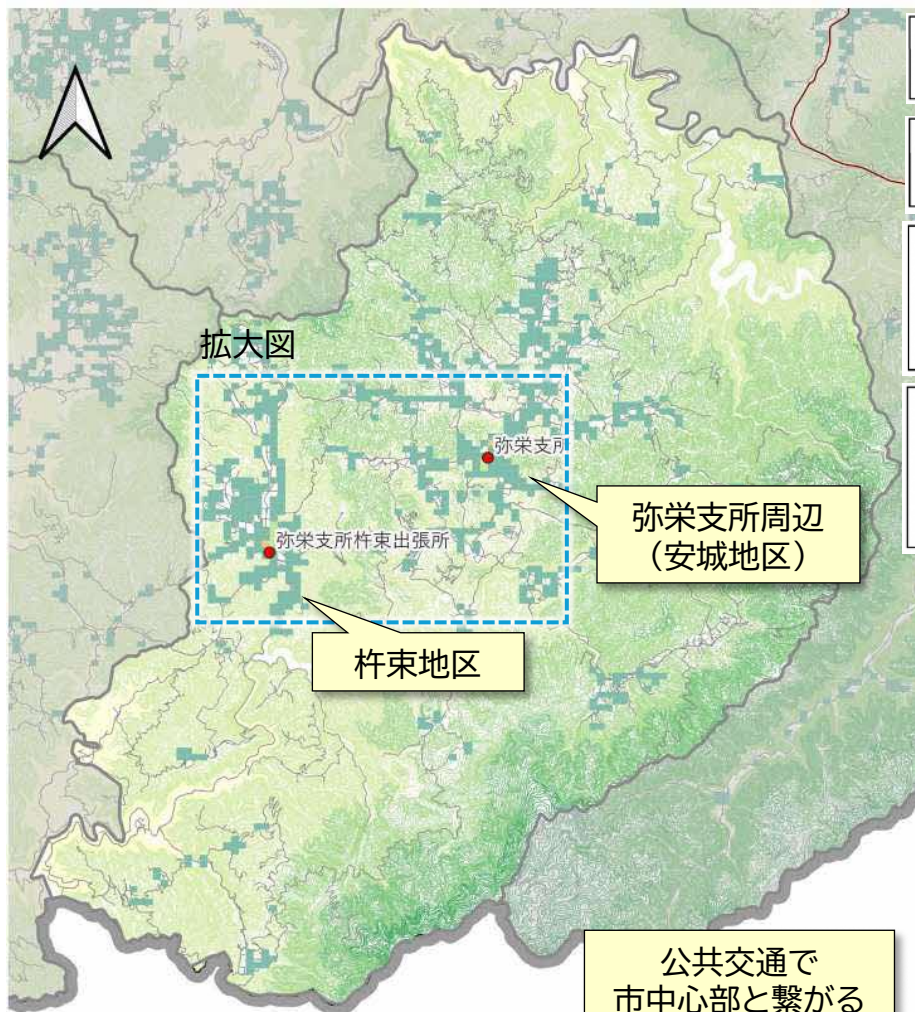 拡大図
弥栄支所
弥栄支所周辺
(安城地区)
弥栄支所杵束出張所
杵束地区
公共交通で
市中心部と繋がる